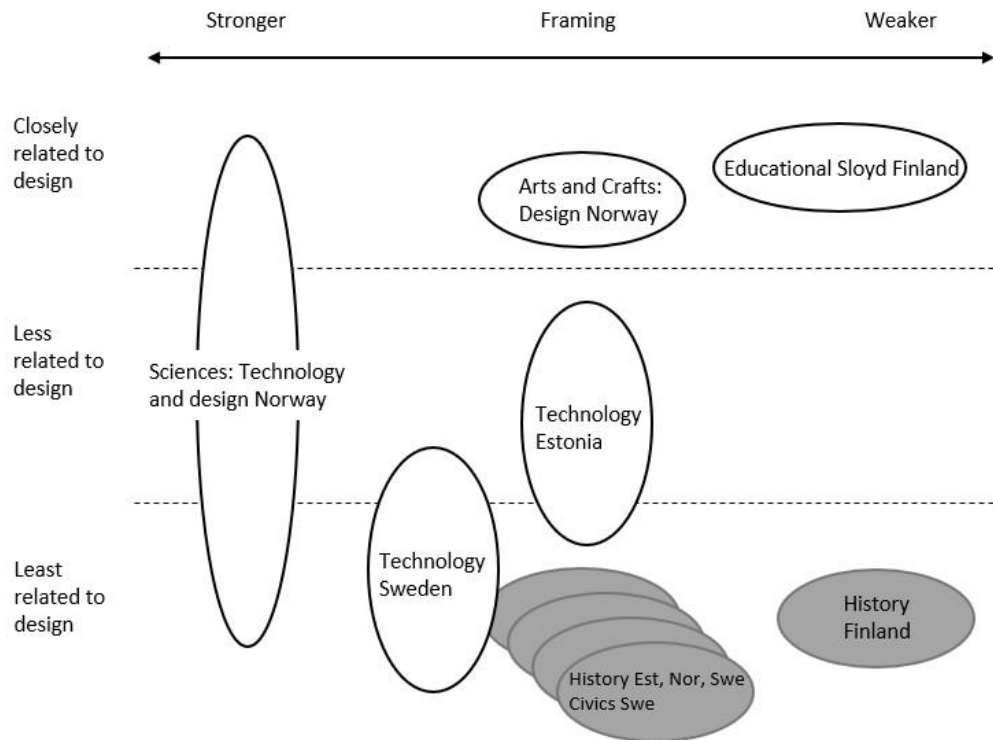 Stronger
Framing
Weaker
Closely
related to
design
Arts and Crafts:
Design Norway
Educational Sloyd Finland
Less
related to
design
Sciences: Technology
and design Norway
Technology
Estonia
Least
related to
design
Technology
Sweden
History Est, Nor, Swe
Civics Swe
History
Finland